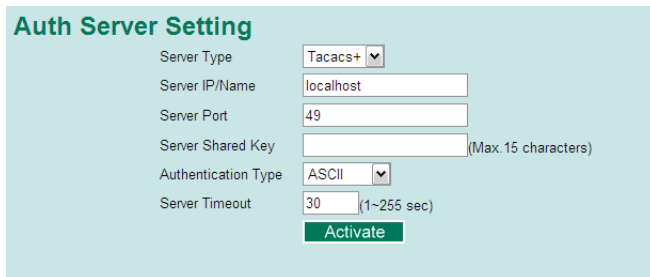 Auth Server Setting
Server Type Tacacs+
Server IP/Name localhost
Server Port 49
Server Shared Key (Max.15 characters)
Authentication Type ASCII
Server Timeout 30 (1~255 sec)
Activate